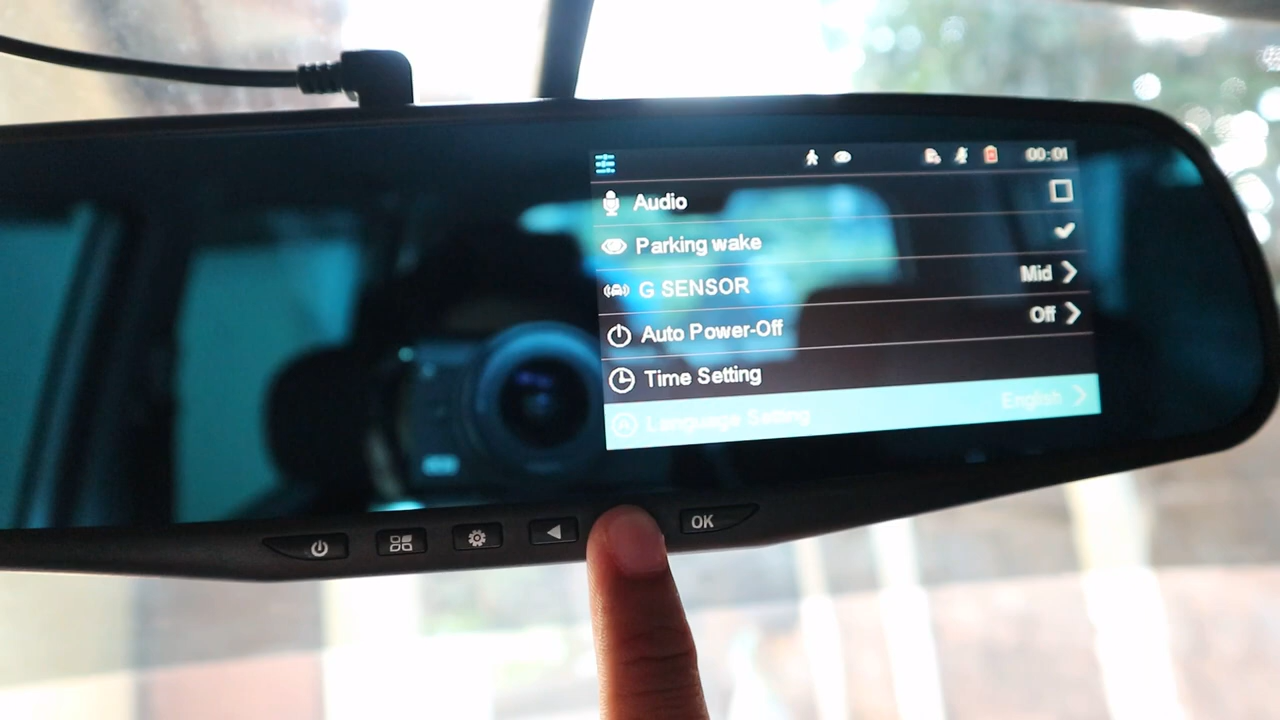 00:01
Audio
Parking wake
G SENSOR Mid
Auto Power-Off Off
Time Setting
Language Setting English
OK